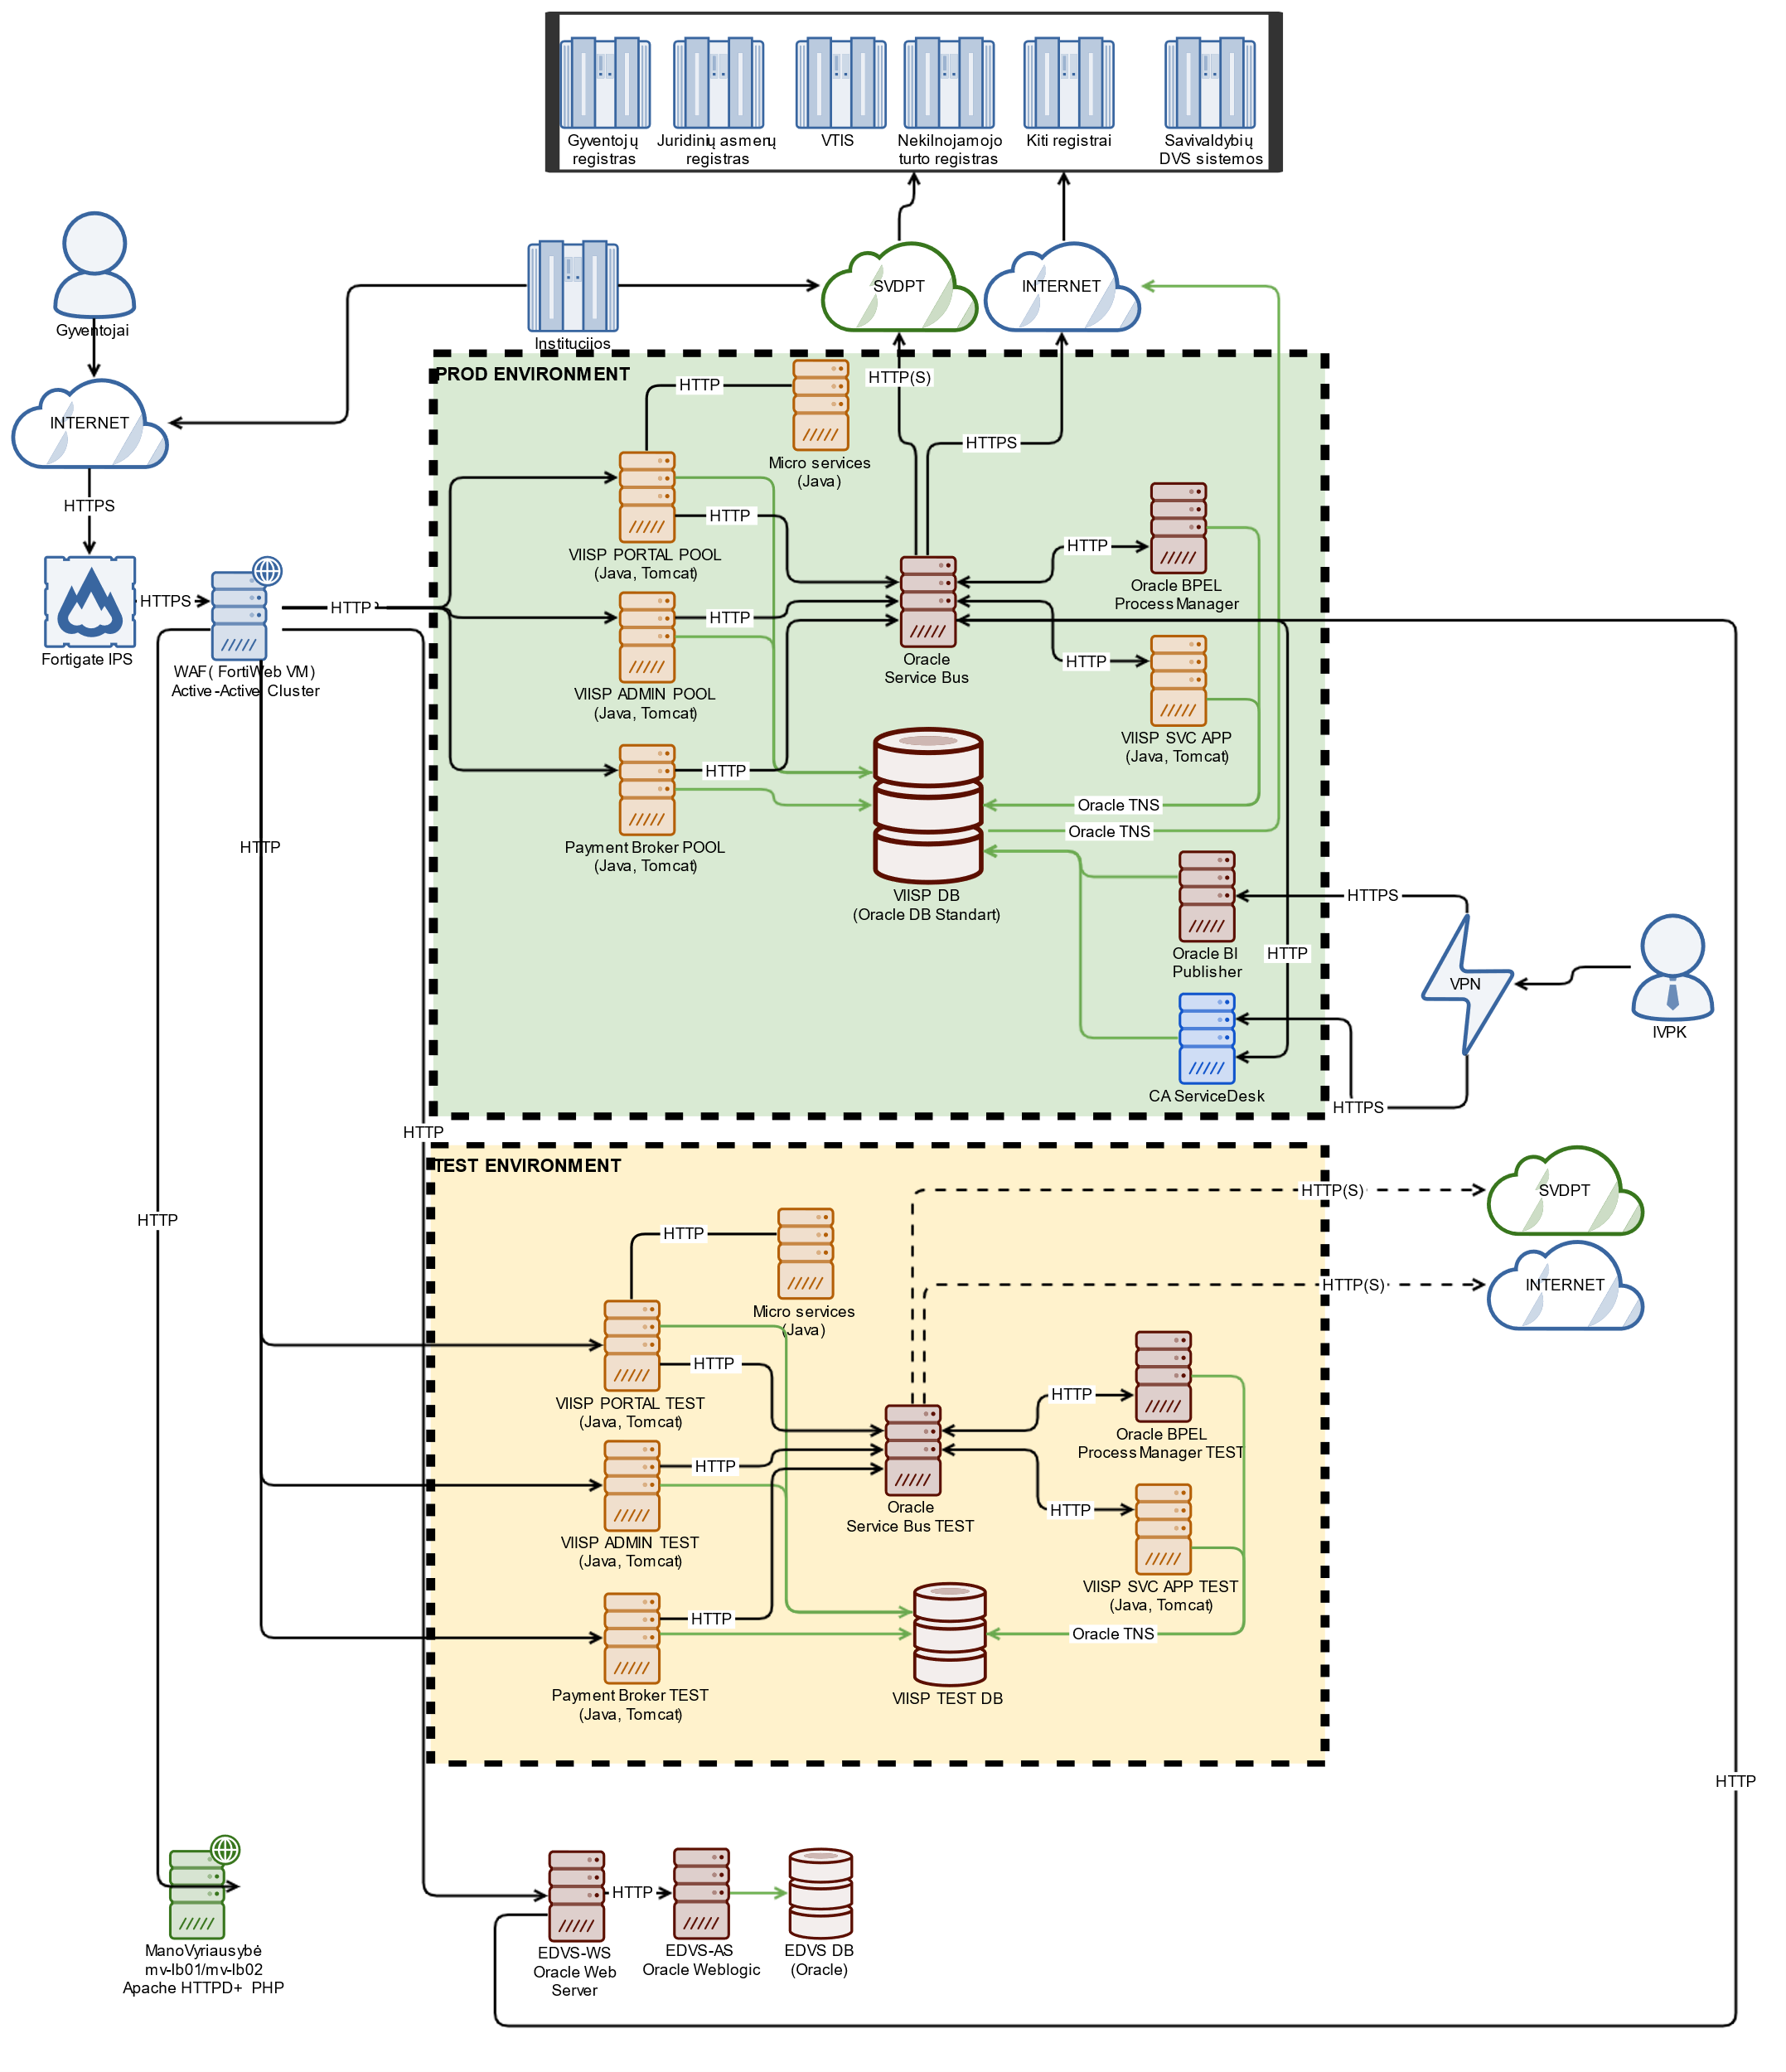 Gyventojų
registras
Juridinių asmenų
registras
VTIS
Nekilnojamojo
turto registras
Kiti registrai
Savivaldybių
DVS sistemos
Gyventojai
Institucijos
SVDPT
INTERNET
INTERNET
HTTPS
Fortigate IPS
HTTPS
WAF( FortiWeb VM)
Active-Active Cluster
HTTP
PROD ENVIRONMENT
HTTP
Micro services
(Java)
HTTP(S)
HTTPS
VIISP PORTAL POOL
(Java, Tomcat)
HTTP
HTTP
Oracle BPEL
Process Manager
VIISP ADMIN POOL
(Java, Tomcat)
HTTP
Oracle
Service Bus
HTTP
VIISP SVC APP
(Java, Tomcat)
HTTP
Payment Broker POOL
(Java, Tomcat)
Oracle TNS
Oracle TNS
VIISP DB
(Oracle DB Standart)
Oracle BI
Publisher
HTTPS
HTTP
VPN
IVPK
CA ServiceDesk
HTTPS
HTTP
HTTP
HTTP
TEST ENVIRONMENT
HTTP(S)
SVDPT
HTTP(S)
INTERNET
HTTP
Micro services
(Java)
VIISP PORTAL TEST
(Java, Tomcat)
HTTP
HTTP
Oracle BPEL
Process Manager TEST
VIISP ADMIN TEST
(Java, Tomcat)
HTTP
Oracle
Service Bus TEST
HTTP
VIISP SVC APP TEST
(Java, Tomcat)
HTTP
Payment Broker TEST
(Java, Tomcat)
Oracle TNS
VIISP TEST DB
HTTP
ManoVyriausybė
mv-lb01/mv-lb02
Apache HTTPD+ PHP
EDVS-WS
Oracle Web
Server
HTTP
EDVS-AS
Oracle Weblogic
EDVS DB
(Oracle)